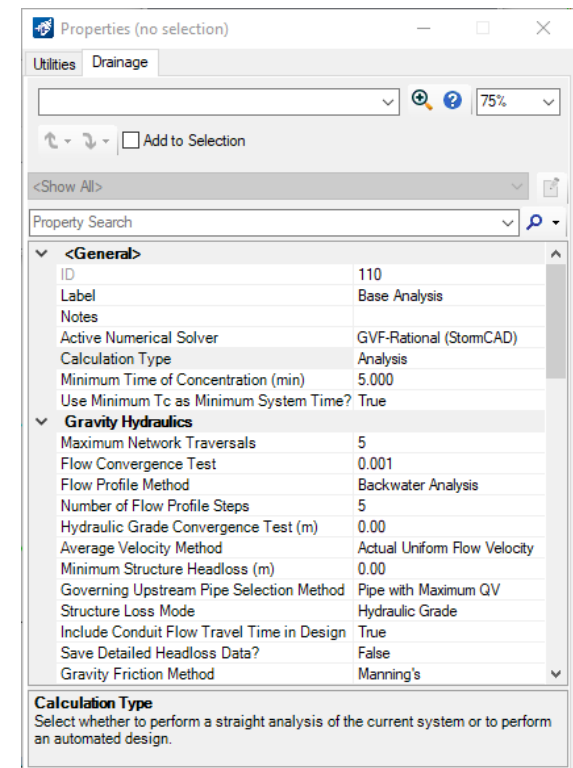 Properties (no selection)
Utilities Drainage
75%
Add to Selection
<Show All>
Property Search
<General>
ID 110
Label Base Analysis
Notes
Active Numerical Solver GVF-Rational (StormCAD)
Calculation Type Analysis
Minimum Time of Concentration (min) 5.000
Use Minimum Tc as Minimum System Time? True
Gravity Hydraulics
Maximum Network Traversals 5
Flow Convergence Test 0.001
Flow Profile Method Backwater Analysis
Number of Flow Profile Steps 5
Hydraulic Grade Convergence Test (m) 0.00
Average Velocity Method Actual Uniform Flow Velocity
Minimum Structure Headloss (m) 0.00
Governing Upstream Pipe Selection Method Pipe with Maximum QV
Structure Loss Mode Hydraulic Grade
Include Conduit Flow Travel Time in Design True
Save Detailed Headloss Data? False
Gravity Friction Method Manning's
Calculation Type
Select whether to perform a straight analysis of the current system or to perform
an automated design.